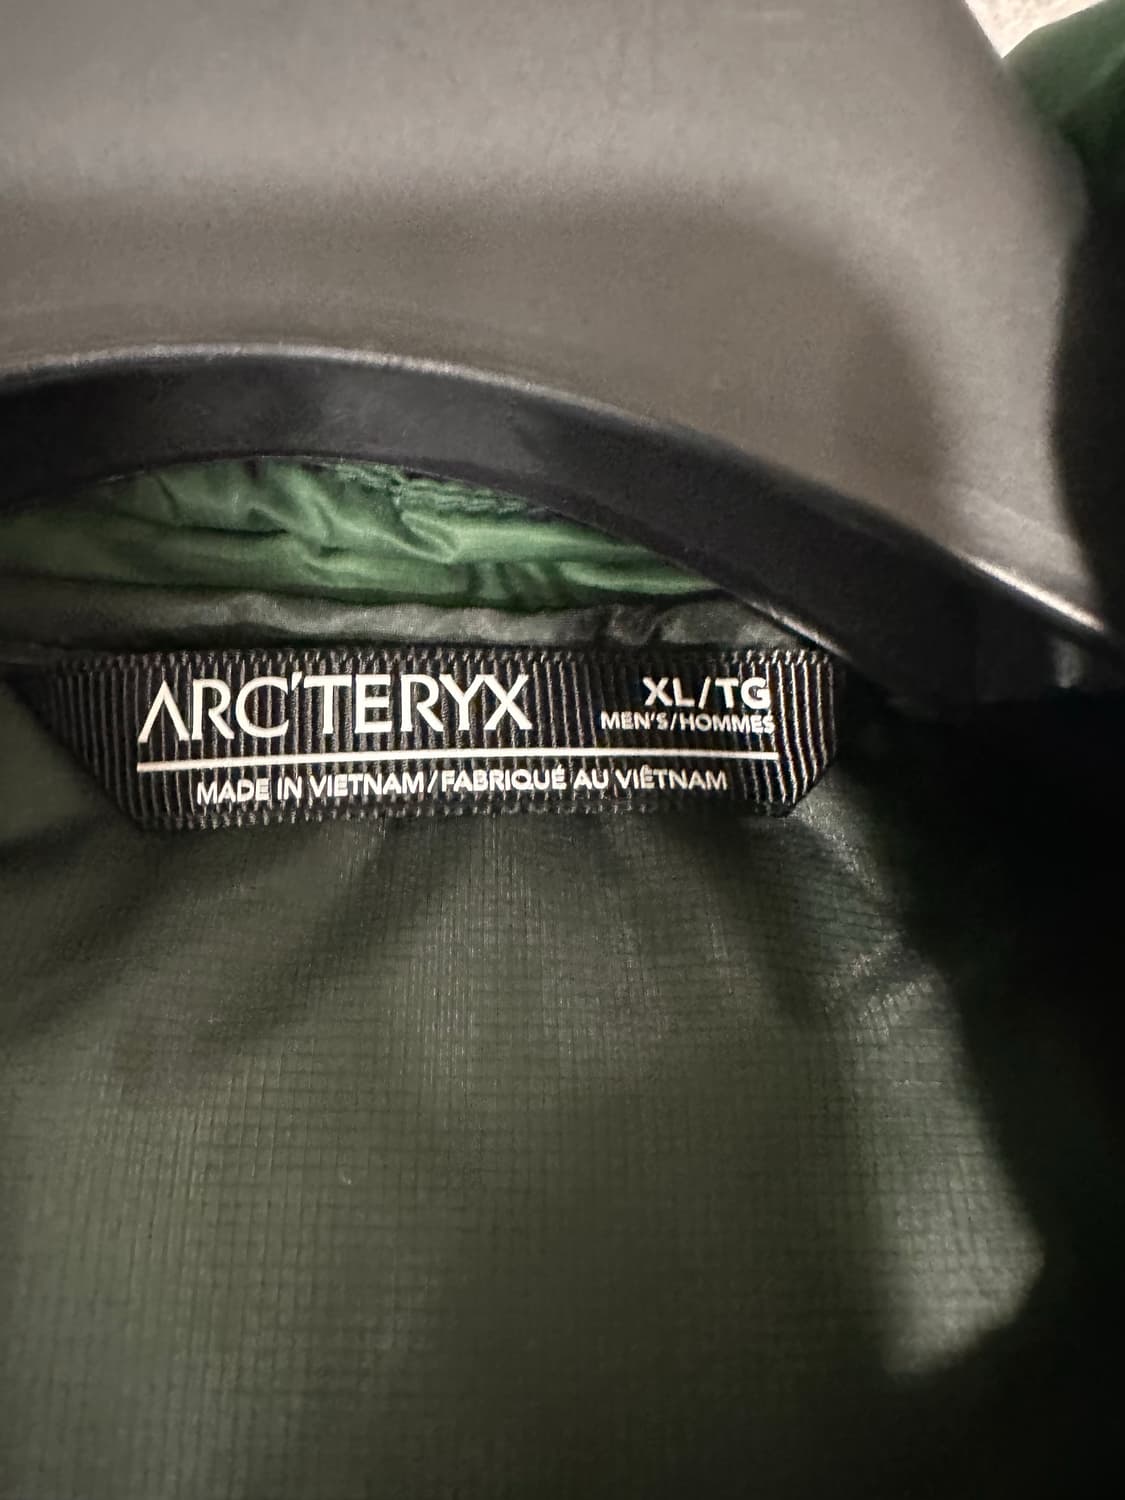 ARC'TERYX
XL/TG
MEN'S/HOMMES
MADE IN VIETNAM/FABRIQUÉ AU VIÊTNAM